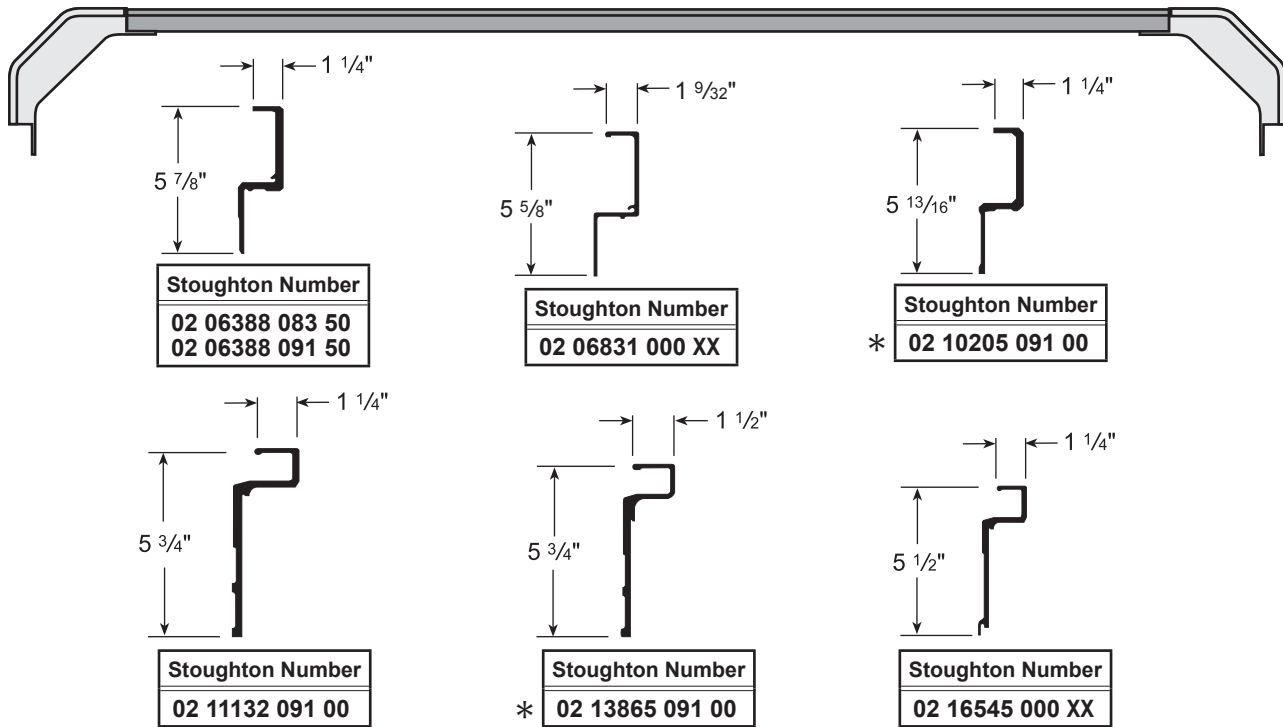 1 1/4"
5 7/8"
Stoughton Number
02 06388 083 50
02 06388 091 50
1 9/32"
5 5/8"
Stoughton Number
02 06831 000 XX
1 1/4"
5 13/16"
Stoughton Number
* 02 10205 091 00
1 1/4"
5 3/4"
Stoughton Number
02 11132 091 00
1 1/2"
5 3/4"
Stoughton Number
* 02 13865 091 00
1 1/4"
5 1/2"
Stoughton Number
02 16545 000 XX